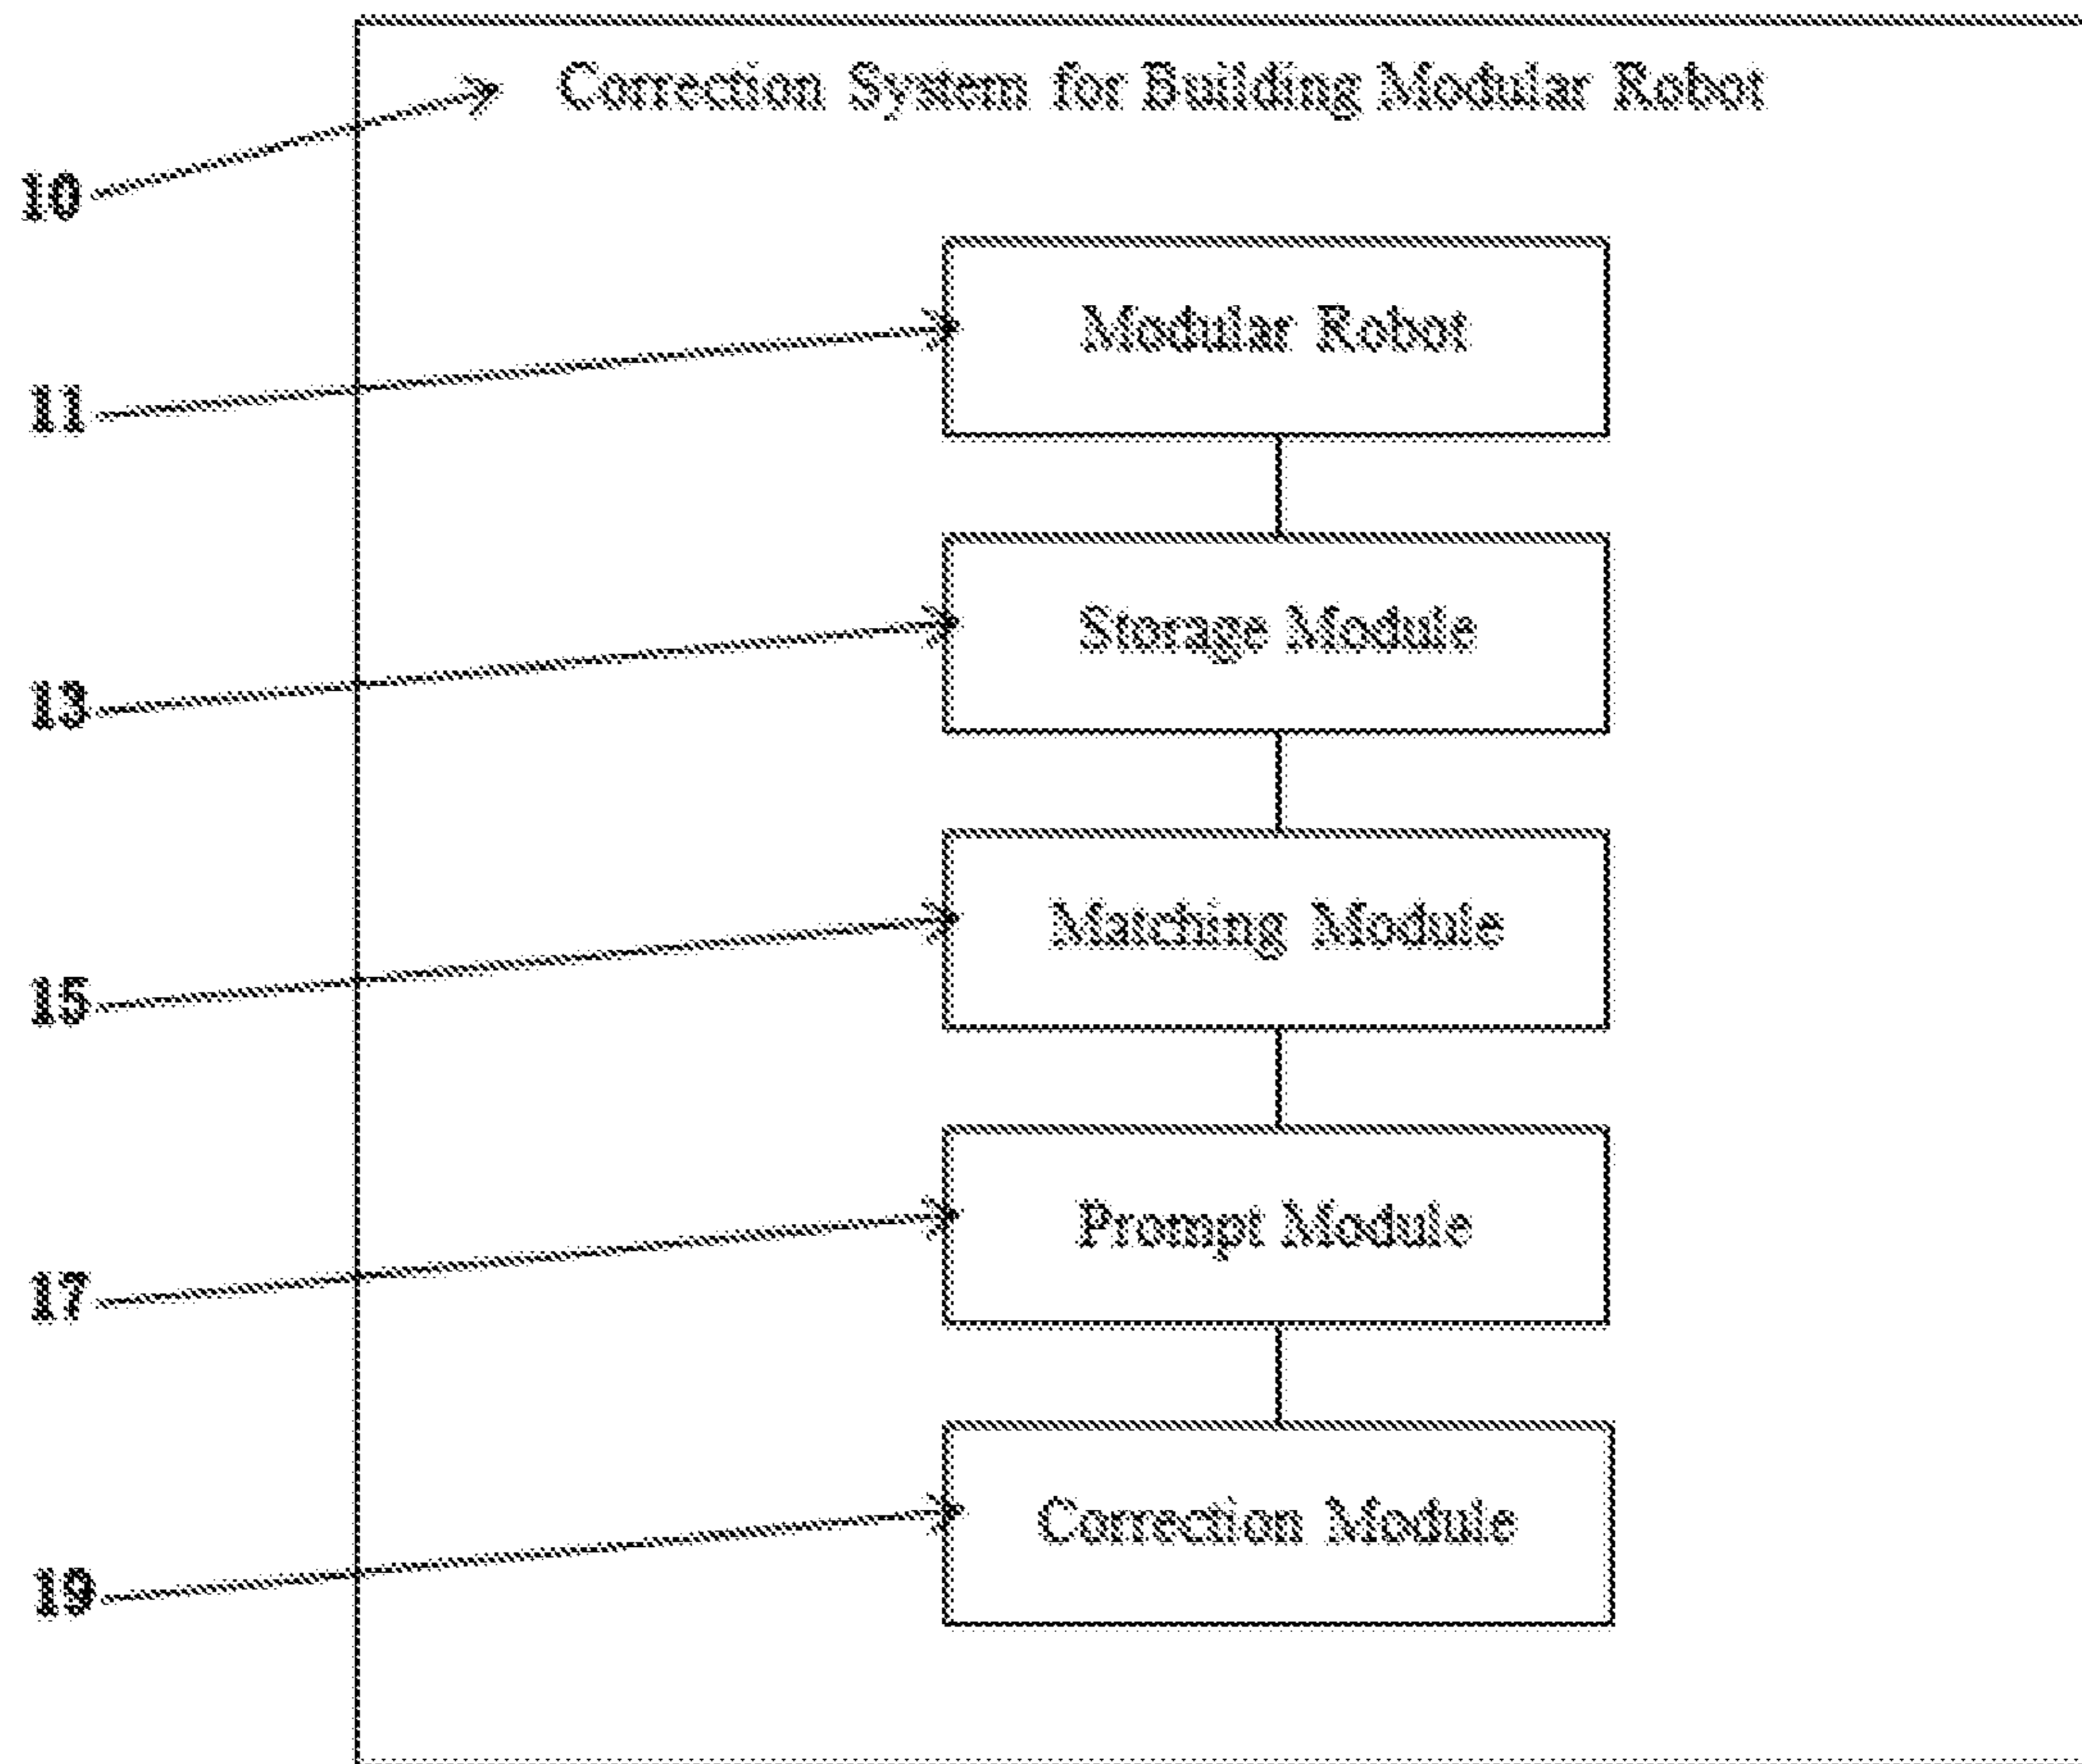 Correction System for Building Modular Robot
10
Modular Robot
11
Storage Module
13
Matching Module
15
Prompt Module
17
Correction Module
19